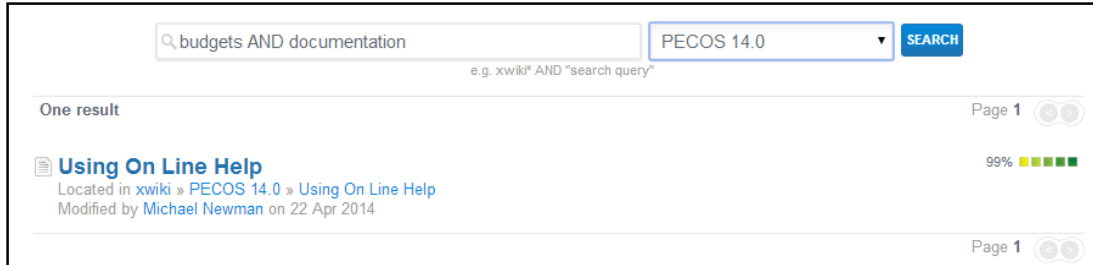 budgets AND documentation PECOS 14.0 SEARCH
e.g. xwiki* AND "search query"
One result Page 1
Using On Line Help 99%
Located in xwiki » PECOS 14.0 » Using On Line Help
Modified by Michael Newman on 22 Apr 2014
Page 1